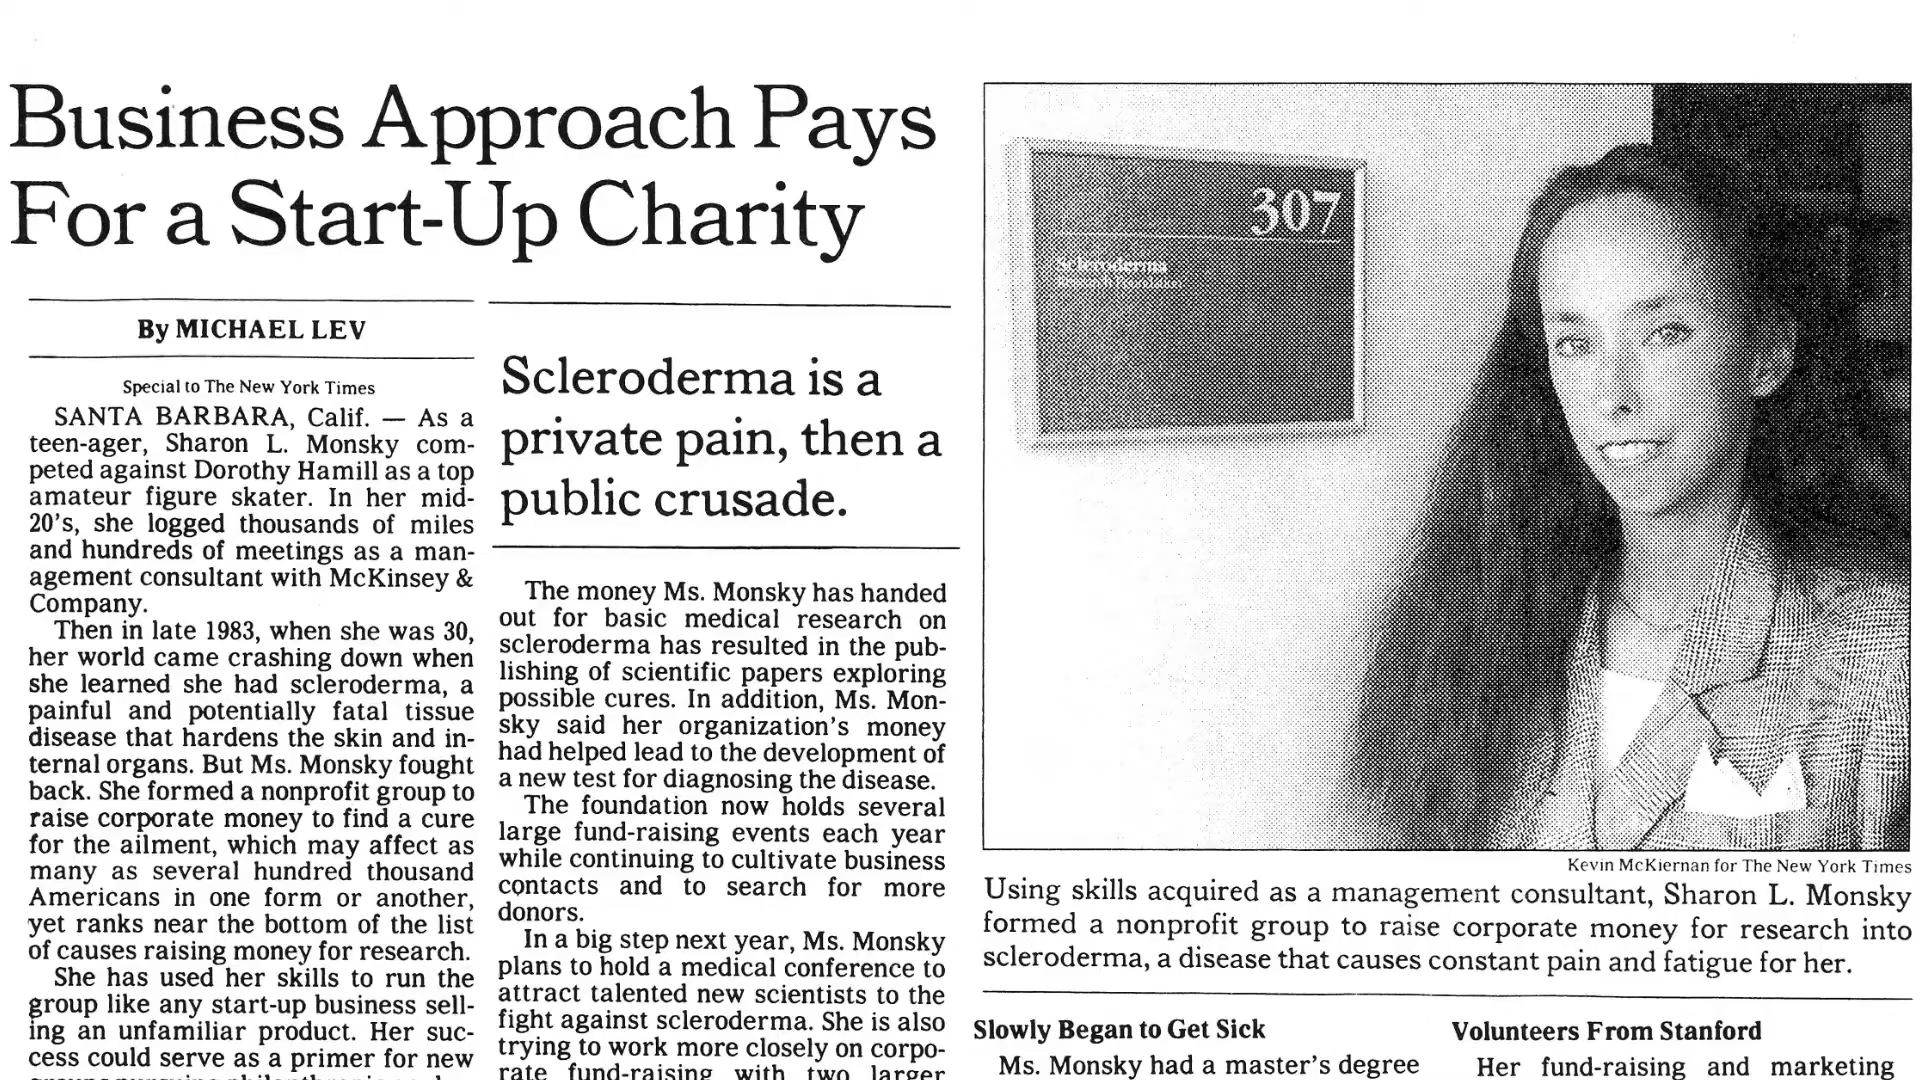 Business Approach Pays
For a Start-Up Charity
By MICHAEL LEV
Special to The New York Times
SANTA BARBARA, Calif. — As a
teen-ager, Sharon L. Monsky com-
peted against Dorothy Hamill as a top
amateur figure skater. In her mid-
20's, she logged thousands of miles
and hundreds of meetings as a man-
agement consultant with McKinsey &
Company.
Then in late 1983, when she was 30,
her world came crashing down when
she learned she had scleroderma, a
painful and potentially fatal tissue
disease that hardens the skin and in-
ternal organs. But Ms. Monsky fought
back. She formed a nonprofit group to
raise corporate money to find a cure
for the ailment, which may affect as
many as several hundred thousand
Americans in one form or another,
yet ranks near the bottom of the list
of causes raising money for research.
She has used her skills to run the
group like any start-up business sell-
ing an unfamiliar product. Her suc-
cess could serve as a primer for new
Scleroderma is a
private pain, then a
public crusade.
The money Ms. Monsky has handed
out for basic medical research on
scleroderma has resulted in the pub-
lishing of scientific papers exploring
possible cures. In addition, Ms. Mon-
sky said her organization's money
had helped lead to the development of
a new test for diagnosing the disease.
The foundation now holds several
large fund-raising events each year
while continuing to cultivate business
contacts and to search for more
donors.
In a big step next year, Ms. Monsky
plans to hold a medical conference to
attract talented new scientists to the
fight against scleroderma. She is also
trying to work more closely on corpo-
rate fund-raising with two larger
307
Scleroderma
Research Foundation
Kevin McKiernan for The New York Times
Using skills acquired as a management consultant, Sharon L. Monsky
formed a nonprofit group to raise corporate money for research into
scleroderma, a disease that causes constant pain and fatigue for her.
Slowly Began to Get Sick
Ms. Monsky had a master's degree
Volunteers From Stanford
Her fund-raising and marketing